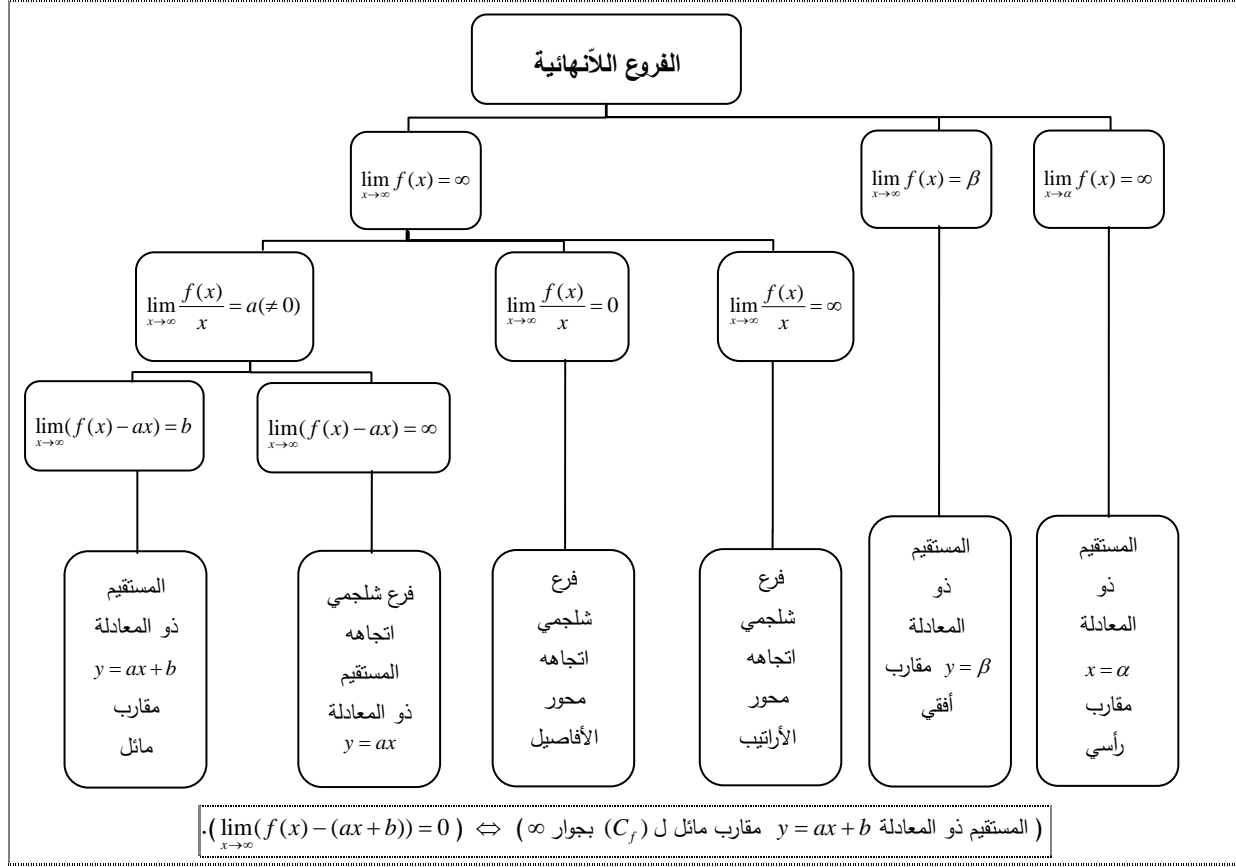 الفروع اللاّنهائية
lim_{x→∞} f(x) = ∞
lim_{x→∞} f(x) = β
lim_{x→α} f(x) = ∞
lim_{x→∞} f(x)/x = a(≠ 0)
lim_{x→∞} f(x)/x = 0
lim_{x→∞} f(x)/x = ∞
lim_{x→∞} (f(x) − ax) = b
lim_{x→∞} (f(x) − ax) = ∞
المستقيم
ذو المعادلة
y = ax + b
مقارب
مائل
فرع شلجمي
اتجاهه
المستقيم
ذو المعادلة
y = ax
فرع
شلجمي
اتجاهه
محور
الأفاصيل
فرع
شلجمي
اتجاهه
محور
الأراتيب
المستقيم
ذو
المعادلة
y = β مقارب
أفقي
المستقيم
ذو
المعادلة
x = α
مقارب
رأسي
( المستقيم ذو المعادلة y = ax + b مقارب مائل ل (C_f) بجوار ∞ ) ⇔ ( lim_{x→∞} (f(x) − (ax + b)) = 0 ).